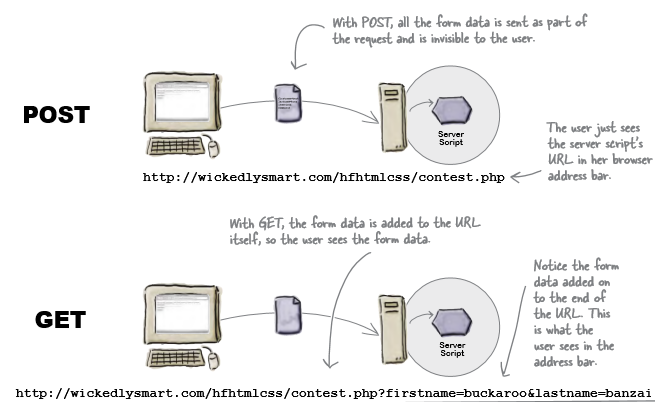 With POST, all the form data is sent as part of
the request and is invisible to the user.
POST
Server
Script
The user just sees
the server script's
URL in her browser
address bar.
http://wickedlysmart.com/hfhtmlcss/contest.php
With GET, the form data is added to the URL
itself, so the user sees the form data.
Notice the form
data added on
to the end of
the URL. This
is what the
user sees in the
address bar.
GET
Server
Script
http://wickedlysmart.com/hfhtmlcss/contest.php?firstname=buckaroo&lastname=banzai